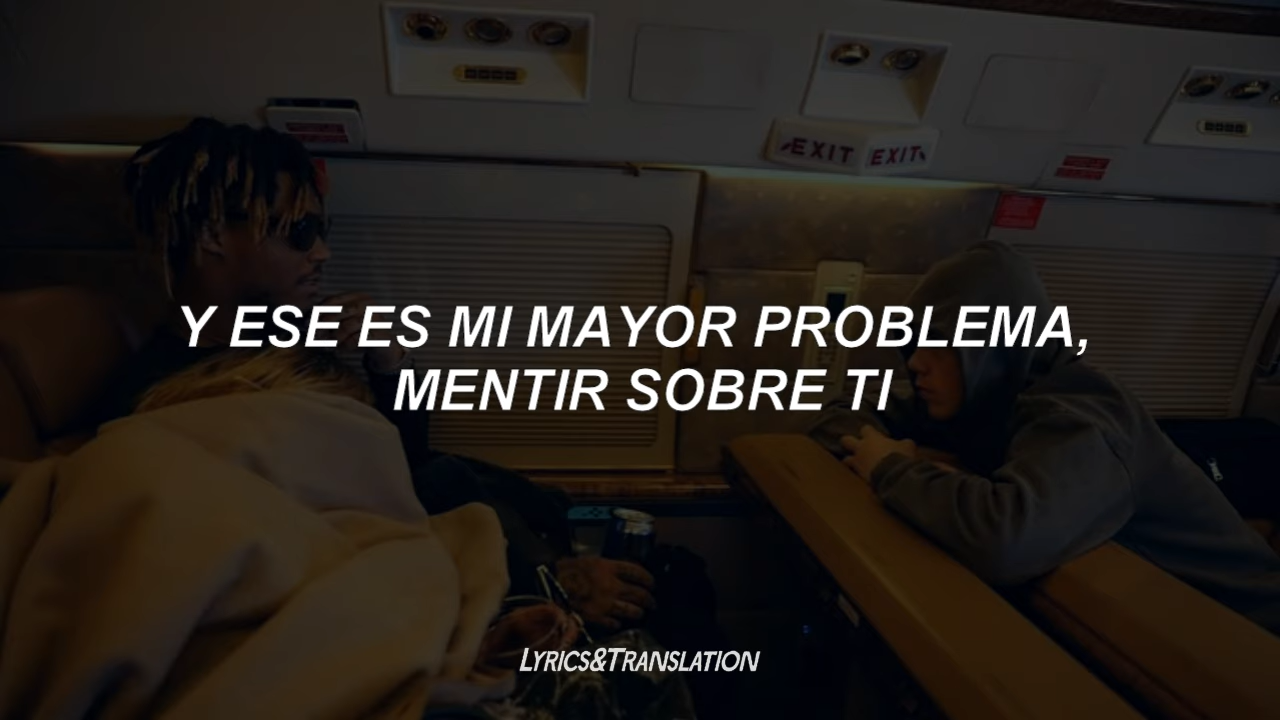 EXIT EXIT
Y ESE ES MI MAYOR PROBLEMA,
MENTIR SOBRE TI
LYRICS&TRANSLATION